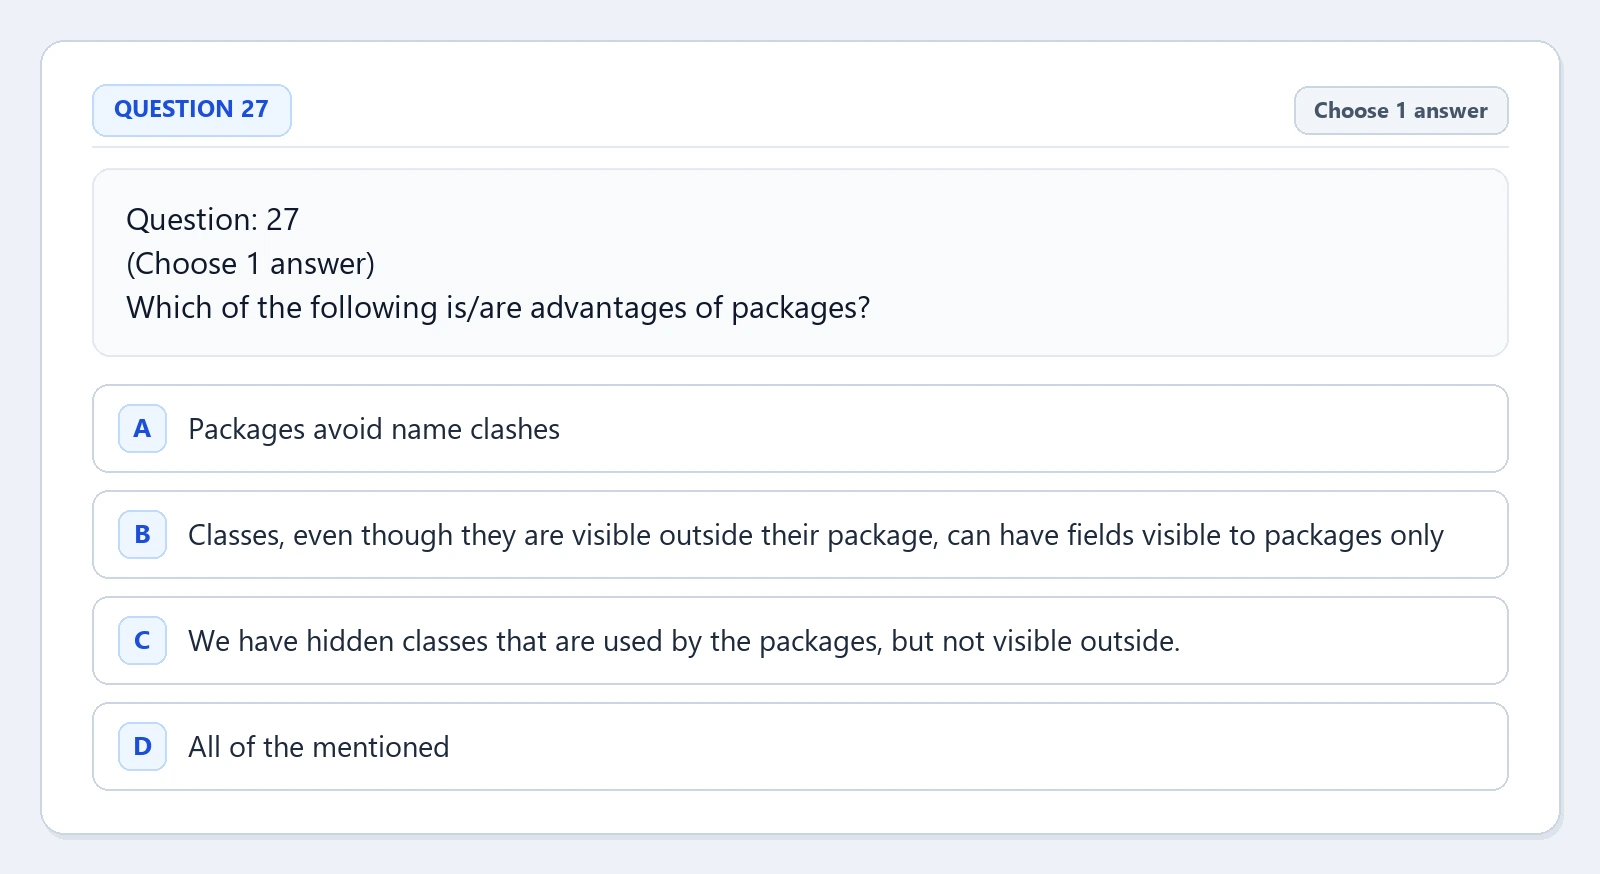 QUESTION 27
Choose 1 answer
Question: 27
(Choose 1 answer)
Which of the following is/are advantages of packages?
A Packages avoid name clashes
B Classes, even though they are visible outside their package, can have fields visible to packages only
C We have hidden classes that are used by the packages, but not visible outside.
D All of the mentioned